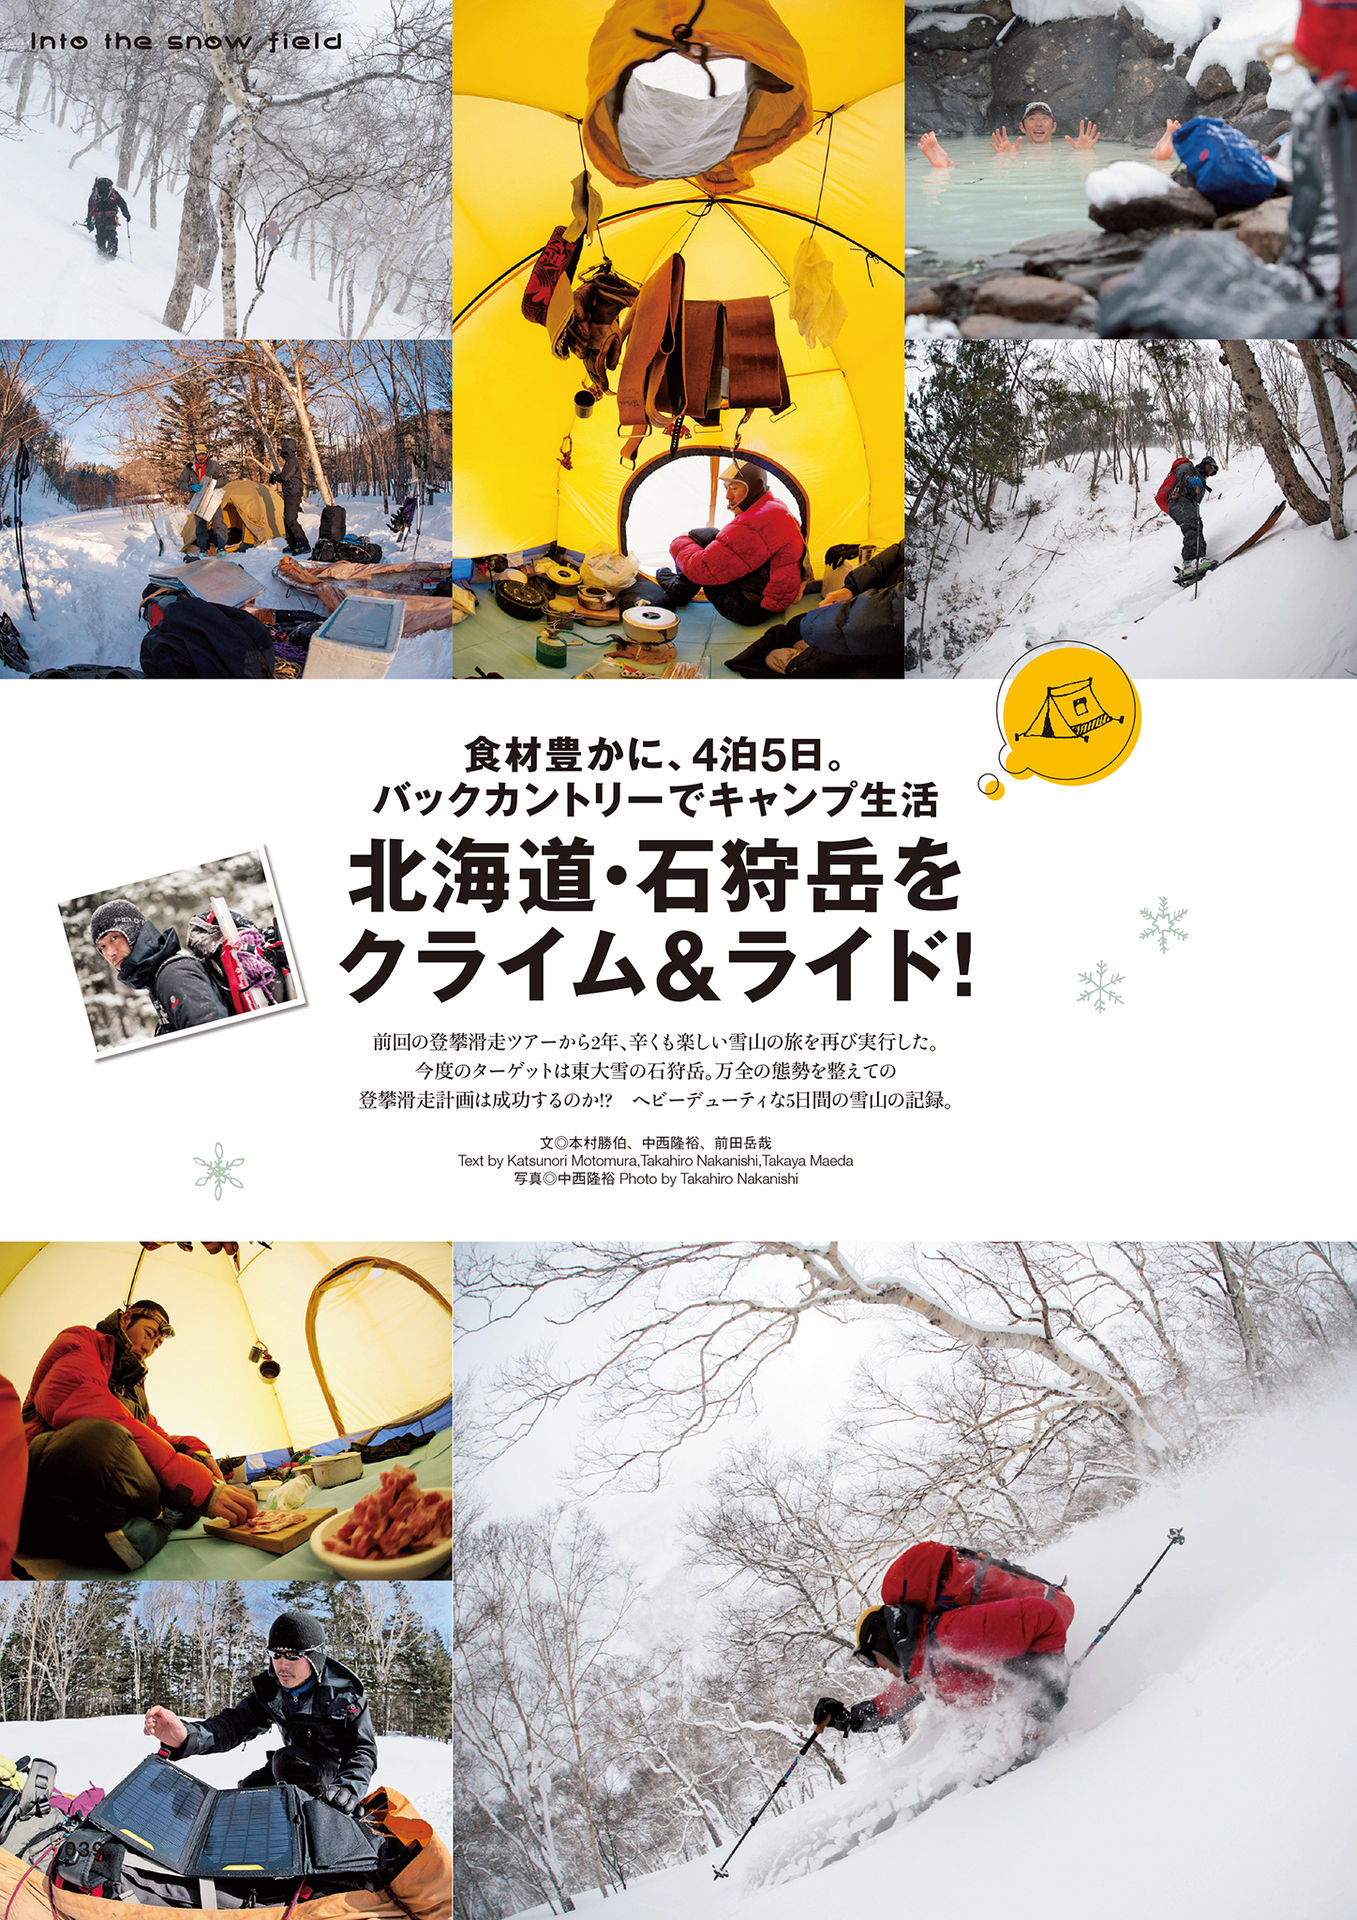 Into the snow field
食材豊かに、4泊5日。
バックカントリーでキャンプ生活
北海道・石狩岳を
クライム&ライド!
前回の登攀滑走ツアーから2年、辛くも楽しい雪山の旅を再び実行した。
今度のターゲットは東大雪の石狩岳。万全の態勢を整えての
登攀滑走計画は成功するのか!?　ヘビーデューティな5日間の雪山の記録。
文◎本村勝伯、中西隆裕、前田岳哉
Text by Katsunori Motomura,Takahiro Nakanishi,Takaya Maeda
写真◎中西隆裕 Photo by Takahiro Nakanishi
039